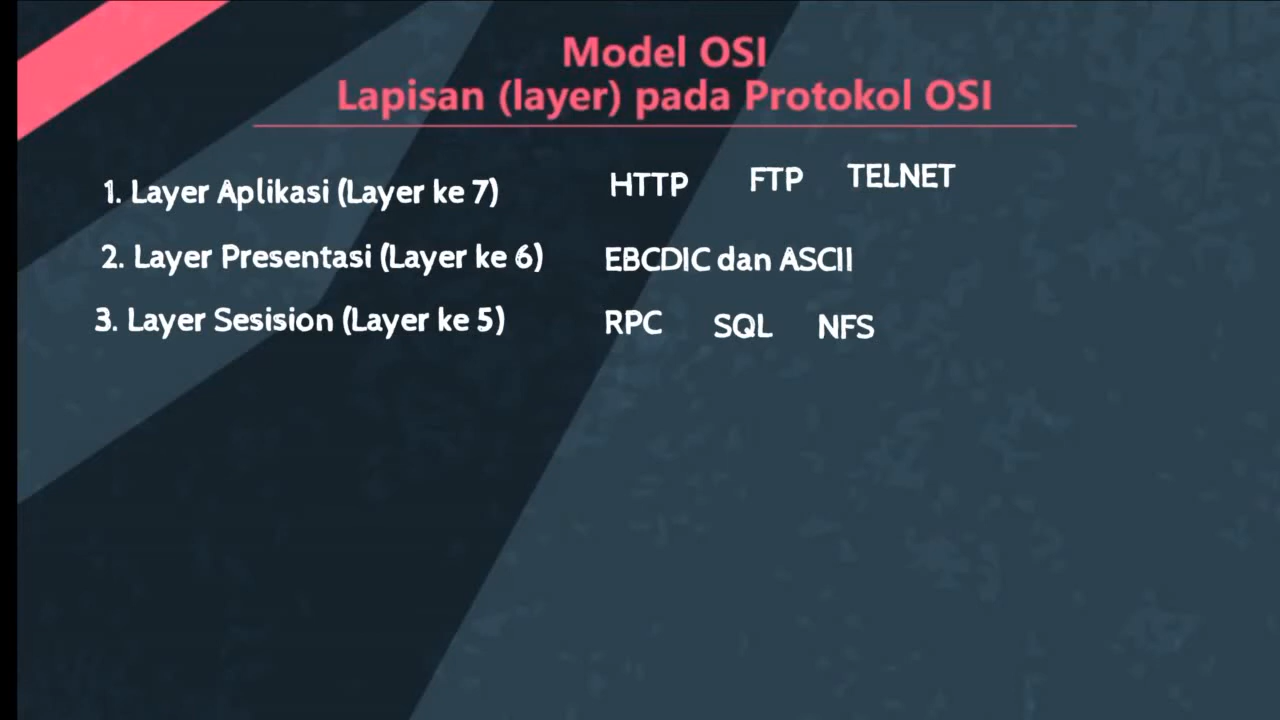 Model OSI
Lapisan (layer) pada Protokol OSI
1. Layer Aplikasi (Layer ke 7) HTTP FTP TELNET
2. Layer Presentasi (Layer ke 6) EBCDIC dan ASCII
3. Layer Sesision (Layer ke 5) RPC SQL NFS